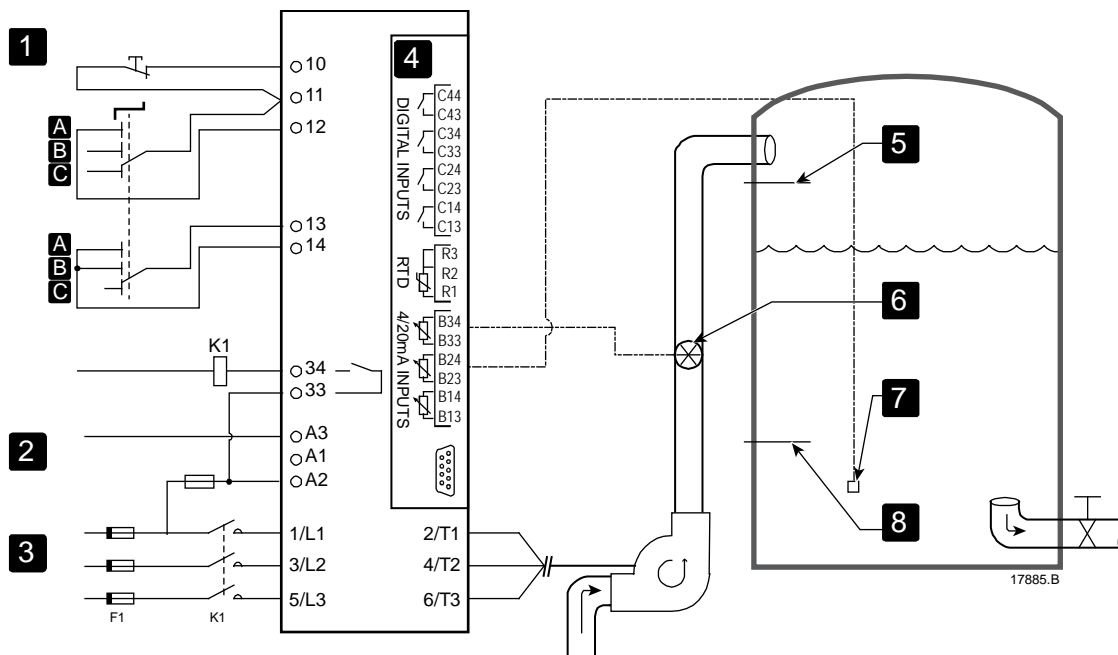 1
10
11
12
A
B
C
13
14
A
B
C
K1
34
33
2
A3
A1
A2
3
1/L1
3/L2
5/L3
F1
K1
2/T1
4/T2
6/T3
4
DIGITAL INPUTS
C44
C43
C34
C33
C24
C23
C14
C13
RTD
R3
R2
R1
4/20mA INPUTS
B34
B33
B24
B23
B14
B13
5
6
7
8
17885.B